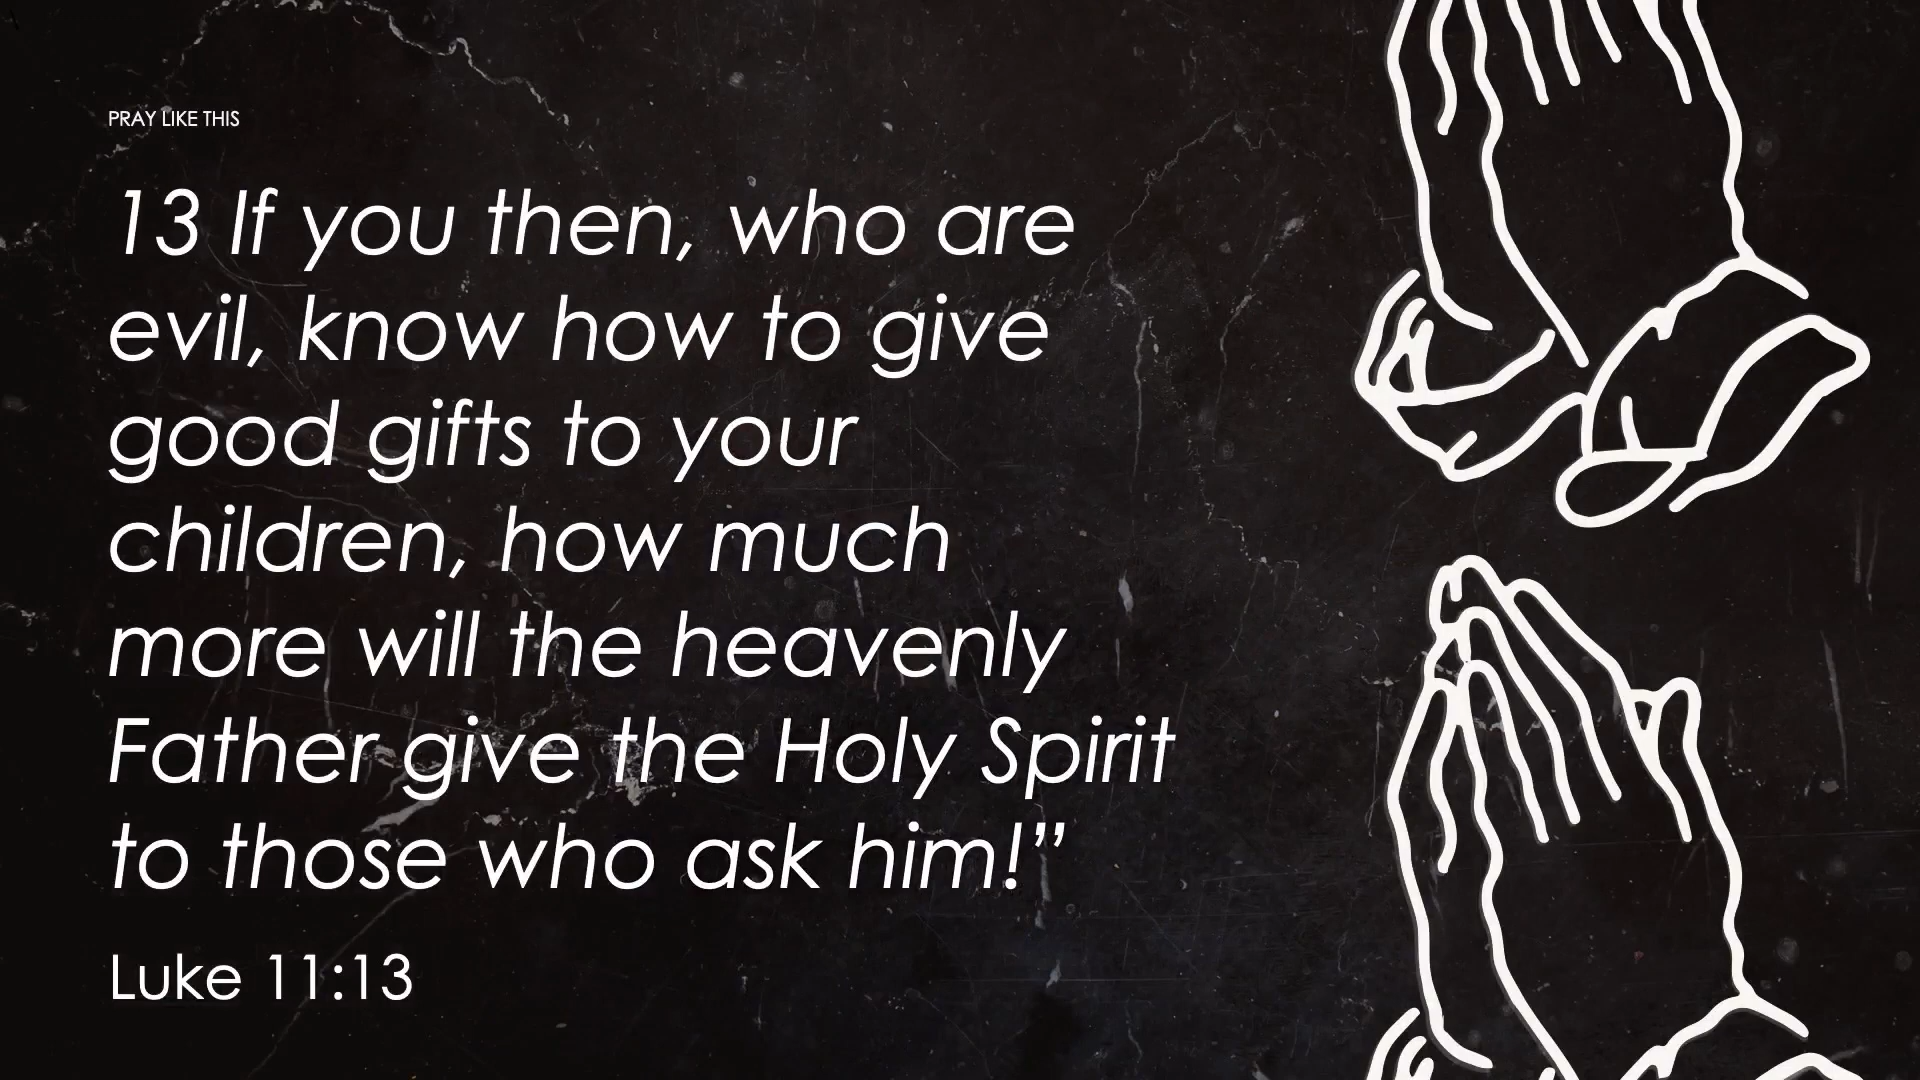 PRAY LIKE THIS
13 If you then, who are
evil, know how to give
good gifts to your
children, how much
more will the heavenly
Father give the Holy Spirit
to those who ask him!”
Luke 11:13